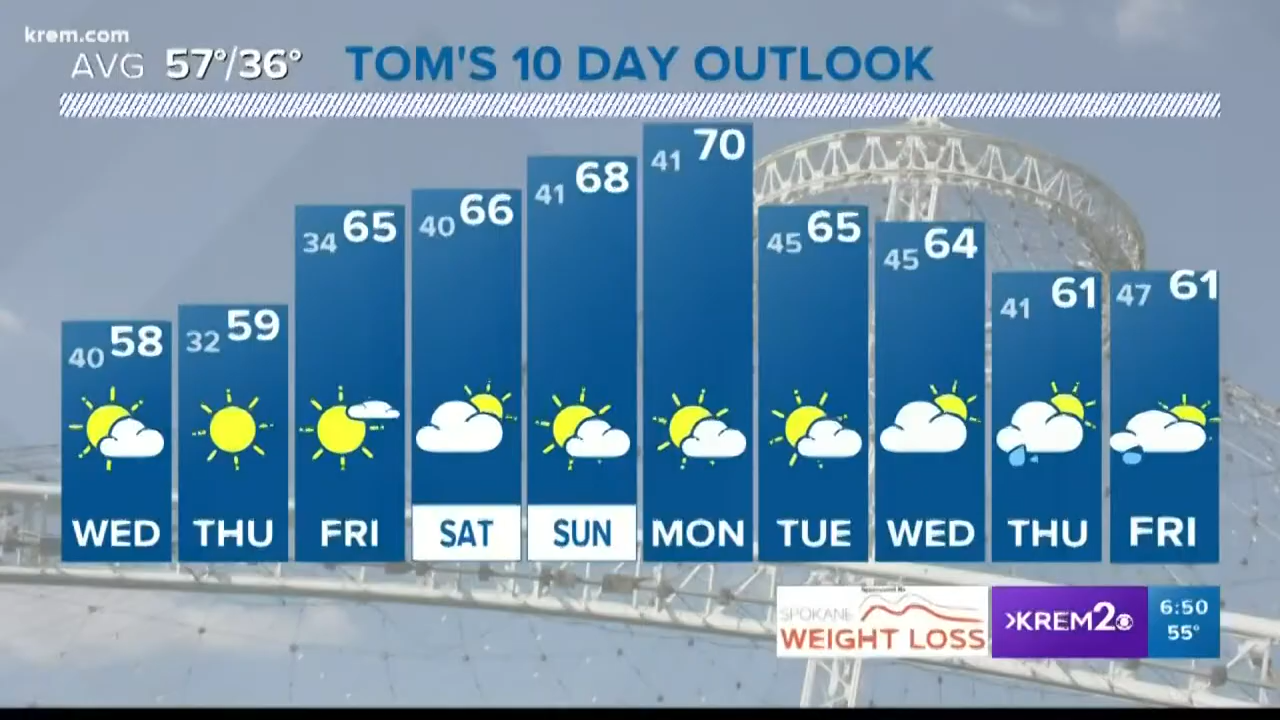 krem.com
AVG 57°/36° TOM'S 10 DAY OUTLOOK
40 58
32 59
34 65
40 66
41 68
41 70
45 65
45 64
41 61
47 61
WED THU FRI SAT SUN MON TUE WED THU FRI
Sponsored By
SPOKANE
WEIGHT LOSS
KREM2
6:50
55°